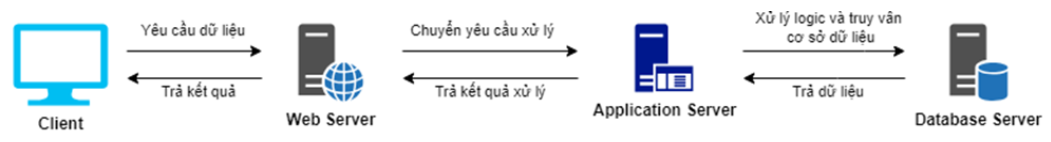 Yêu cầu dữ liệu
Trả kết quả
Client
Web Server
Chuyển yêu cầu xử lý
Trả kết quả xử lý
Application Server
Xử lý logic và truy vấn
cơ sở dữ liệu
Trả dữ liệu
Database Server